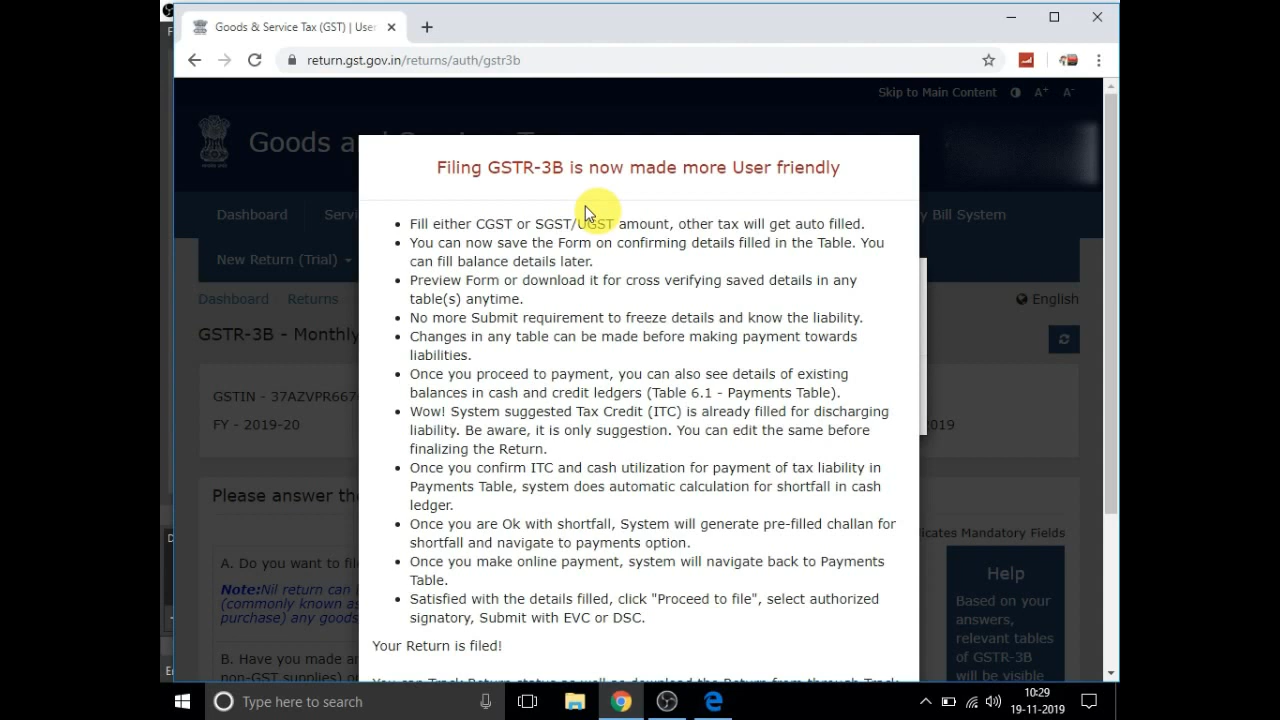 Goods & Service Tax (GST) | User
return.gst.gov.in/returns/auth/gstr3b
Skip to Main Content A+ A-
Goods a
Filing GSTR-3B is now made more User friendly
Dashboard Servi y Bill System
• Fill either CGST or SGST/UGST amount, other tax will get auto filled.
• You can now save the Form on confirming details filled in the Table. You
can fill balance details later.
New Return (Trial)
• Preview Form or download it for cross verifying saved details in any
table(s) anytime.
Dashboard Returns English
• No more Submit requirement to freeze details and know the liability.
GSTR-3B - Monthly
• Changes in any table can be made before making payment towards
liabilities.
• Once you proceed to payment, you can also see details of existing
balances in cash and credit ledgers (Table 6.1 - Payments Table).
GSTIN - 37AZVPR667
• Wow! System suggested Tax Credit (ITC) is already filled for discharging
liability. Be aware, it is only suggestion. You can edit the same before
finalizing the Return.
FY - 2019-20 2019
• Once you confirm ITC and cash utilization for payment of tax liability in
Payments Table, system does automatic calculation for shortfall in cash
ledger.
Please answer the
• Once you are Ok with shortfall, System will generate pre-filled challan for
shortfall and navigate to payments option.
icates Mandatory Fields
• Once you make online payment, system will navigate back to Payments
Table.
A. Do you want to file
Help
• Satisfied with the details filled, click "Proceed to file", select authorized
signatory, Submit with EVC or DSC.
Note:Nil return can
(commonly known as
purchase) any goods
Based on your
answers,
relevant tables
of GSTR-3B
will be visible
Your Return is filed!
B. Have you made an
non-GST supplies) o
Type here to search
10:29
19-11-2019